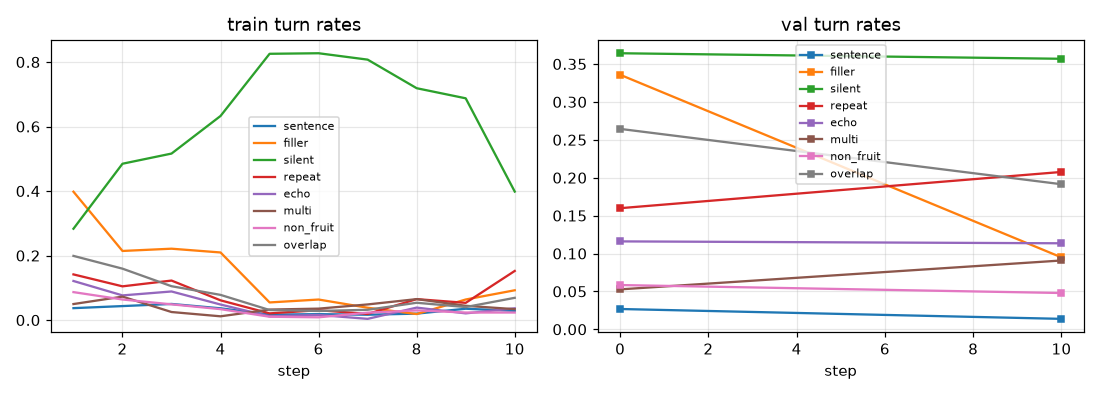 train turn rates
0.8
0.6
0.4
0.2
0.0
2
4
6
8
10
step
sentence
filler
silent
repeat
echo
multi
non_fruit
overlap
val turn rates
0.35
0.30
0.25
0.20
0.15
0.10
0.05
0.00
0
2
4
6
8
10
step
sentence
filler
silent
repeat
echo
multi
non_fruit
overlap